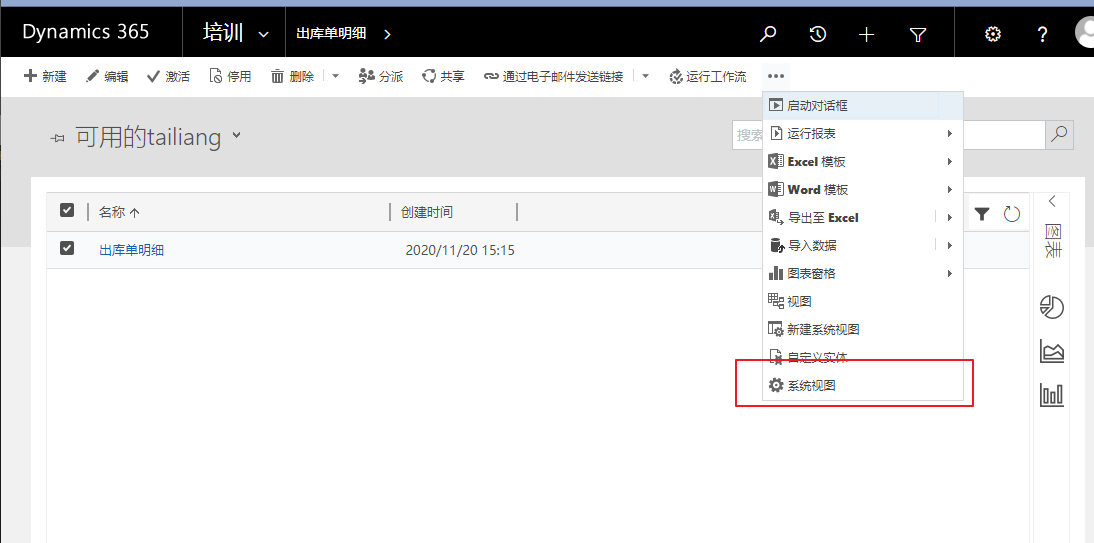 Dynamics 365 培训 出库单明细
新建 编辑 激活 停用 删除 分派 共享 通过电子邮件发送链接 运行工作流
启动对话框
可用的tailiang
搜索
运行报表
Excel 模板
Word 模板
名称 创建时间
导出至 Excel
出库单明细 2020/11/20 15:15
导入数据
图表
图表窗格
视图
新建系统视图
自定义实体
系统视图